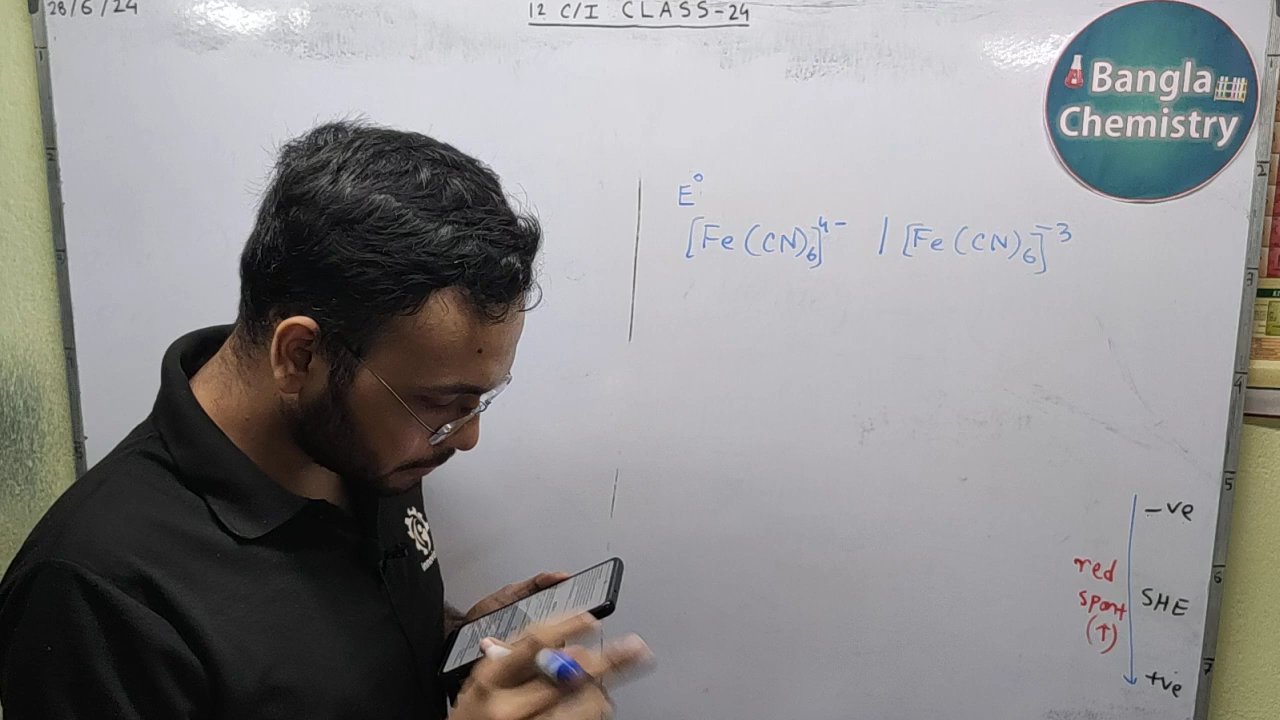 28/6/24
12 C/I CLASS-24
Bangla
Chemistry
E°
[Fe(CN)₆]⁴⁻ / [Fe(CN)₆]⁻³
-ve
red
spont
(↑)
SHE
+ve